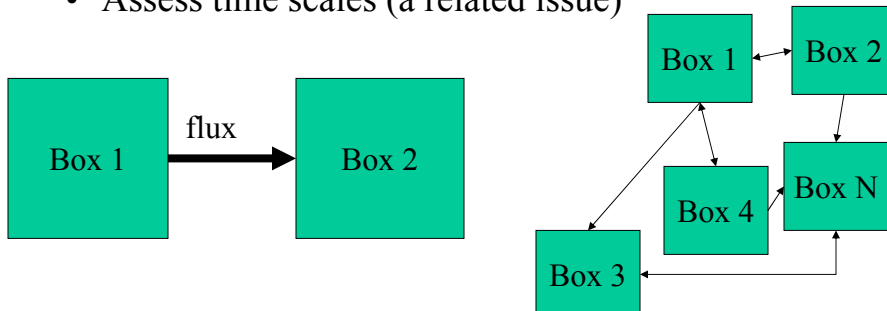 • Assess time scales (a related issue)
Box 1
flux
Box 2
Box 1
Box 2
Box 4
Box N
Box 3